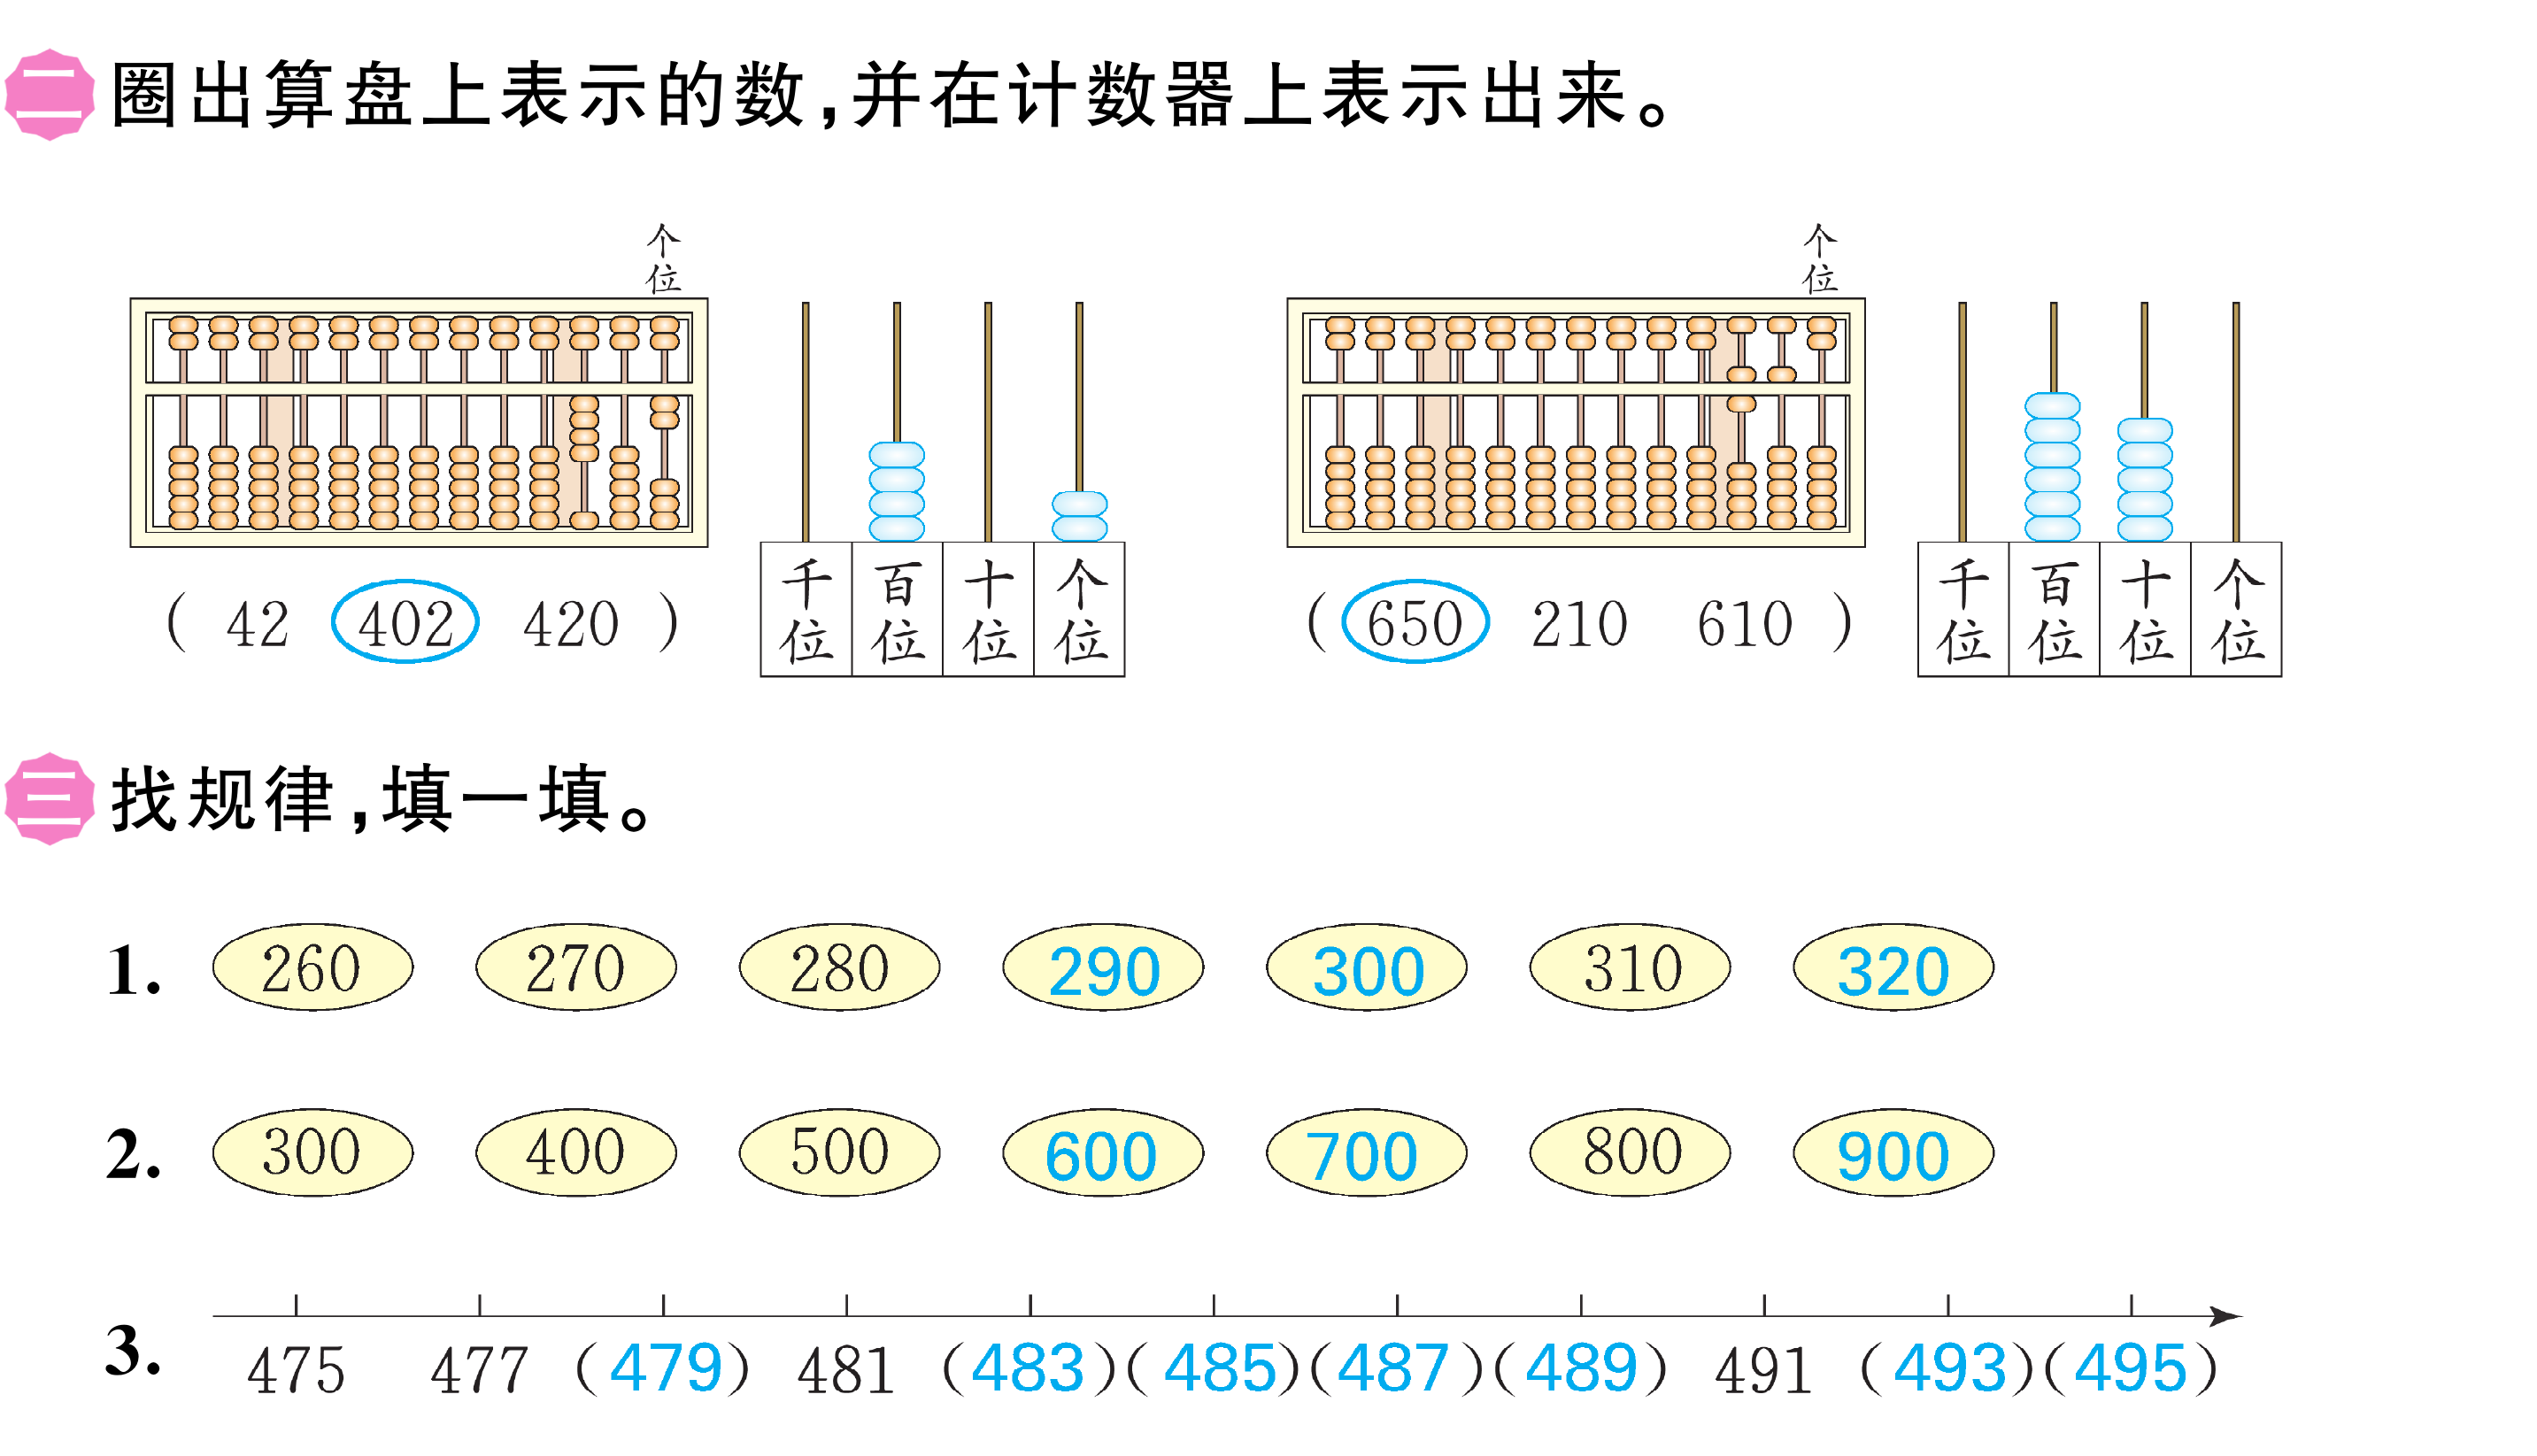 二 圈出算盘上表示的数,并在计数器上表示出来。
个位 个位
千位 百位 十位 个位 千位 百位 十位 个位
( 42 402 420 ) ( 650 210 610 )
三 找规律,填一填。
1. 260 270 280 290 300 310 320
2. 300 400 500 600 700 800 900
3. 475 477 (479) 481 (483)(485)(487)(489) 491 (493)(495)